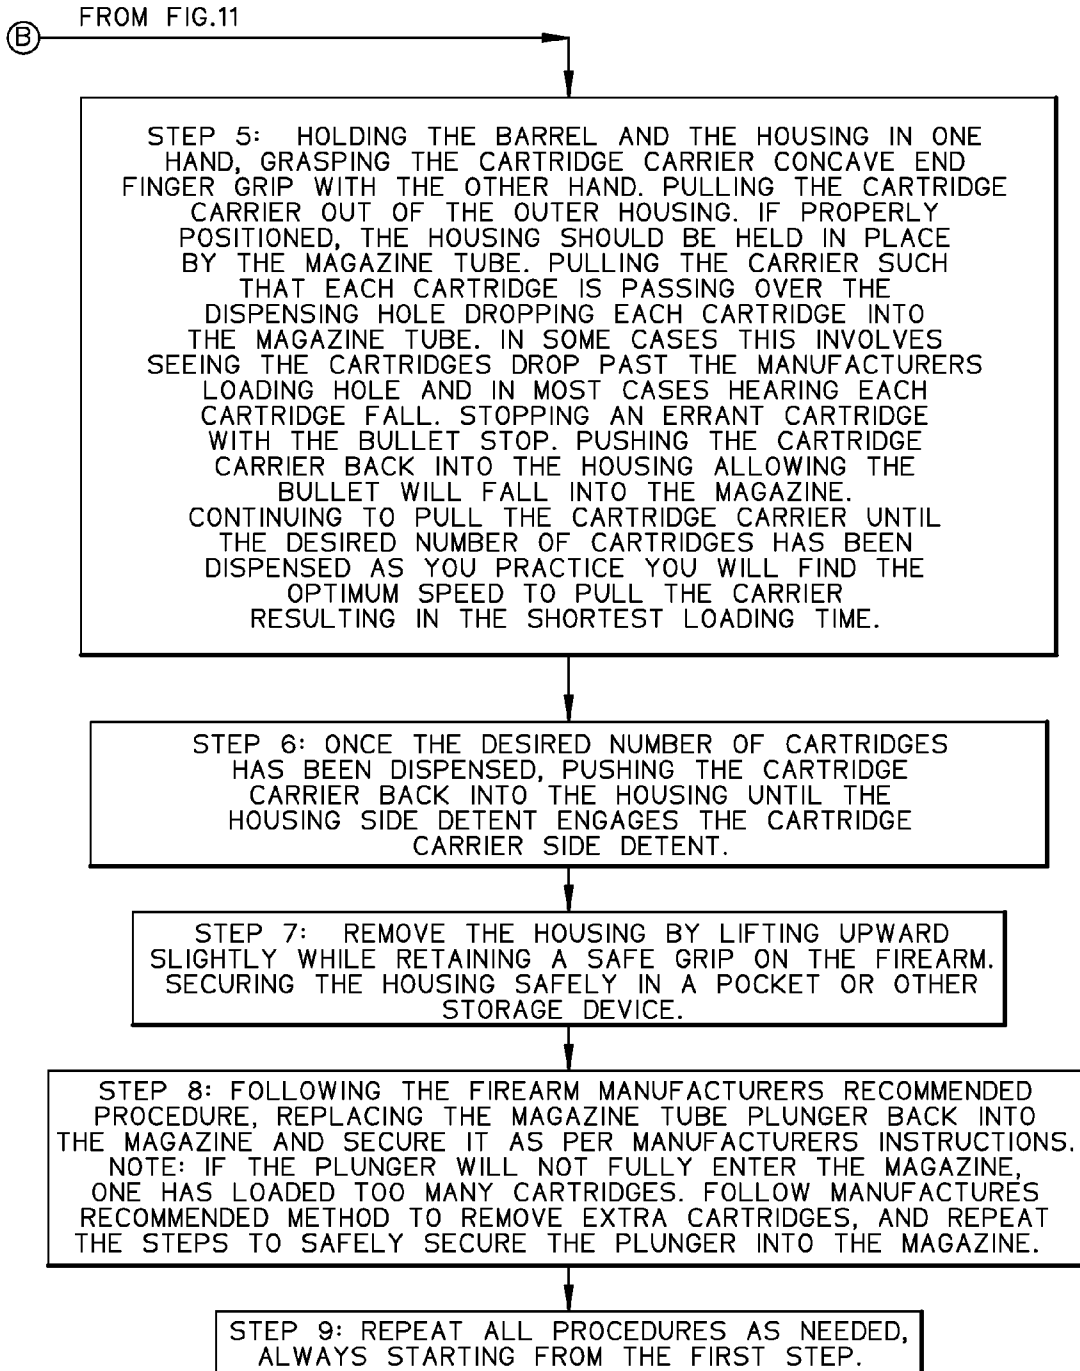 FROM FIG.11
B
STEP 5: HOLDING THE BARREL AND THE HOUSING IN ONE
HAND, GRASPING THE CARTRIDGE CARRIER CONCAVE END
FINGER GRIP WITH THE OTHER HAND. PULLING THE CARTRIDGE
CARRIER OUT OF THE OUTER HOUSING. IF PROPERLY
POSITIONED, THE HOUSING SHOULD BE HELD IN PLACE
BY THE MAGAZINE TUBE. PULLING THE CARRIER SUCH
THAT EACH CARTRIDGE IS PASSING OVER THE
DISPENSING HOLE DROPPING EACH CARTRIDGE INTO
THE MAGAZINE TUBE. IN SOME CASES THIS INVOLVES
SEEING THE CARTRIDGES DROP PAST THE MANUFACTURERS
LOADING HOLE AND IN MOST CASES HEARING EACH
CARTRIDGE FALL. STOPPING AN ERRANT CARTRIDGE
WITH THE BULLET STOP. PUSHING THE CARTRIDGE
CARRIER BACK INTO THE HOUSING ALLOWING THE
BULLET WILL FALL INTO THE MAGAZINE.
CONTINUING TO PULL THE CARTRIDGE CARRIER UNTIL
THE DESIRED NUMBER OF CARTRIDGES HAS BEEN
DISPENSED AS YOU PRACTICE YOU WILL FIND THE
OPTIMUM SPEED TO PULL THE CARRIER
RESULTING IN THE SHORTEST LOADING TIME.
STEP 6: ONCE THE DESIRED NUMBER OF CARTRIDGES
HAS BEEN DISPENSED, PUSHING THE CARTRIDGE
CARRIER BACK INTO THE HOUSING UNTIL THE
HOUSING SIDE DETENT ENGAGES THE CARTRIDGE
CARRIER SIDE DETENT.
STEP 7: REMOVE THE HOUSING BY LIFTING UPWARD
SLIGHTLY WHILE RETAINING A SAFE GRIP ON THE FIREARM.
SECURING THE HOUSING SAFELY IN A POCKET OR OTHER
STORAGE DEVICE.
STEP 8: FOLLOWING THE FIREARM MANUFACTURERS RECOMMENDED
PROCEDURE, REPLACING THE MAGAZINE TUBE PLUNGER BACK INTO
THE MAGAZINE AND SECURE IT AS PER MANUFACTURERS INSTRUCTIONS.
NOTE: IF THE PLUNGER WILL NOT FULLY ENTER THE MAGAZINE,
ONE HAS LOADED TOO MANY CARTRIDGES. FOLLOW MANUFACTURES
RECOMMENDED METHOD TO REMOVE EXTRA CARTRIDGES, AND REPEAT
THE STEPS TO SAFELY SECURE THE PLUNGER INTO THE MAGAZINE.
STEP 9: REPEAT ALL PROCEDURES AS NEEDED,
ALWAYS STARTING FROM THE FIRST STEP.